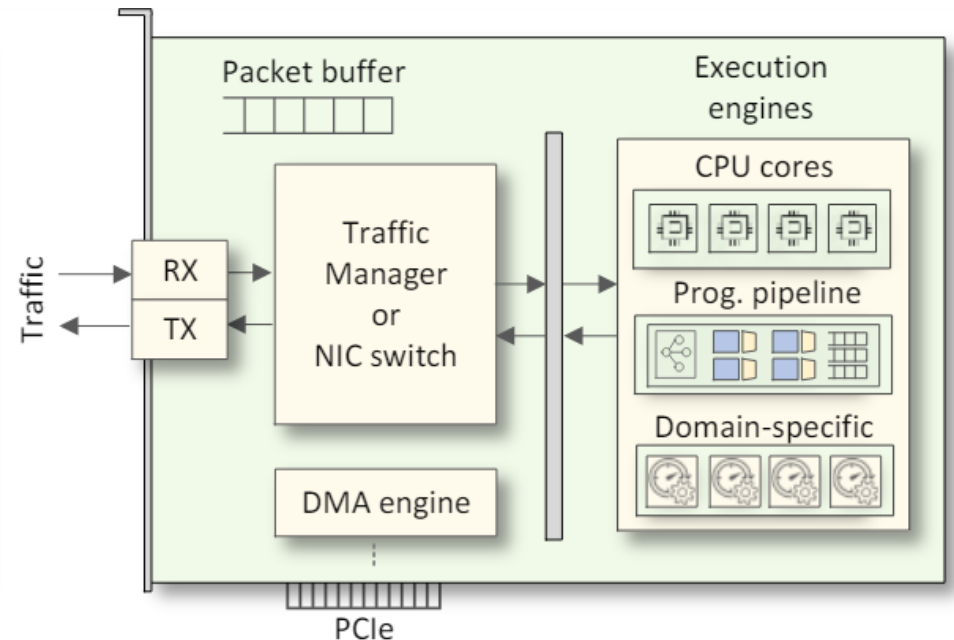 Packet buffer
Execution
engines
CPU cores
Traffic
Manager
or
NIC switch
Traffic
RX
TX
Prog. pipeline
Domain-specific
DMA engine
PCIe